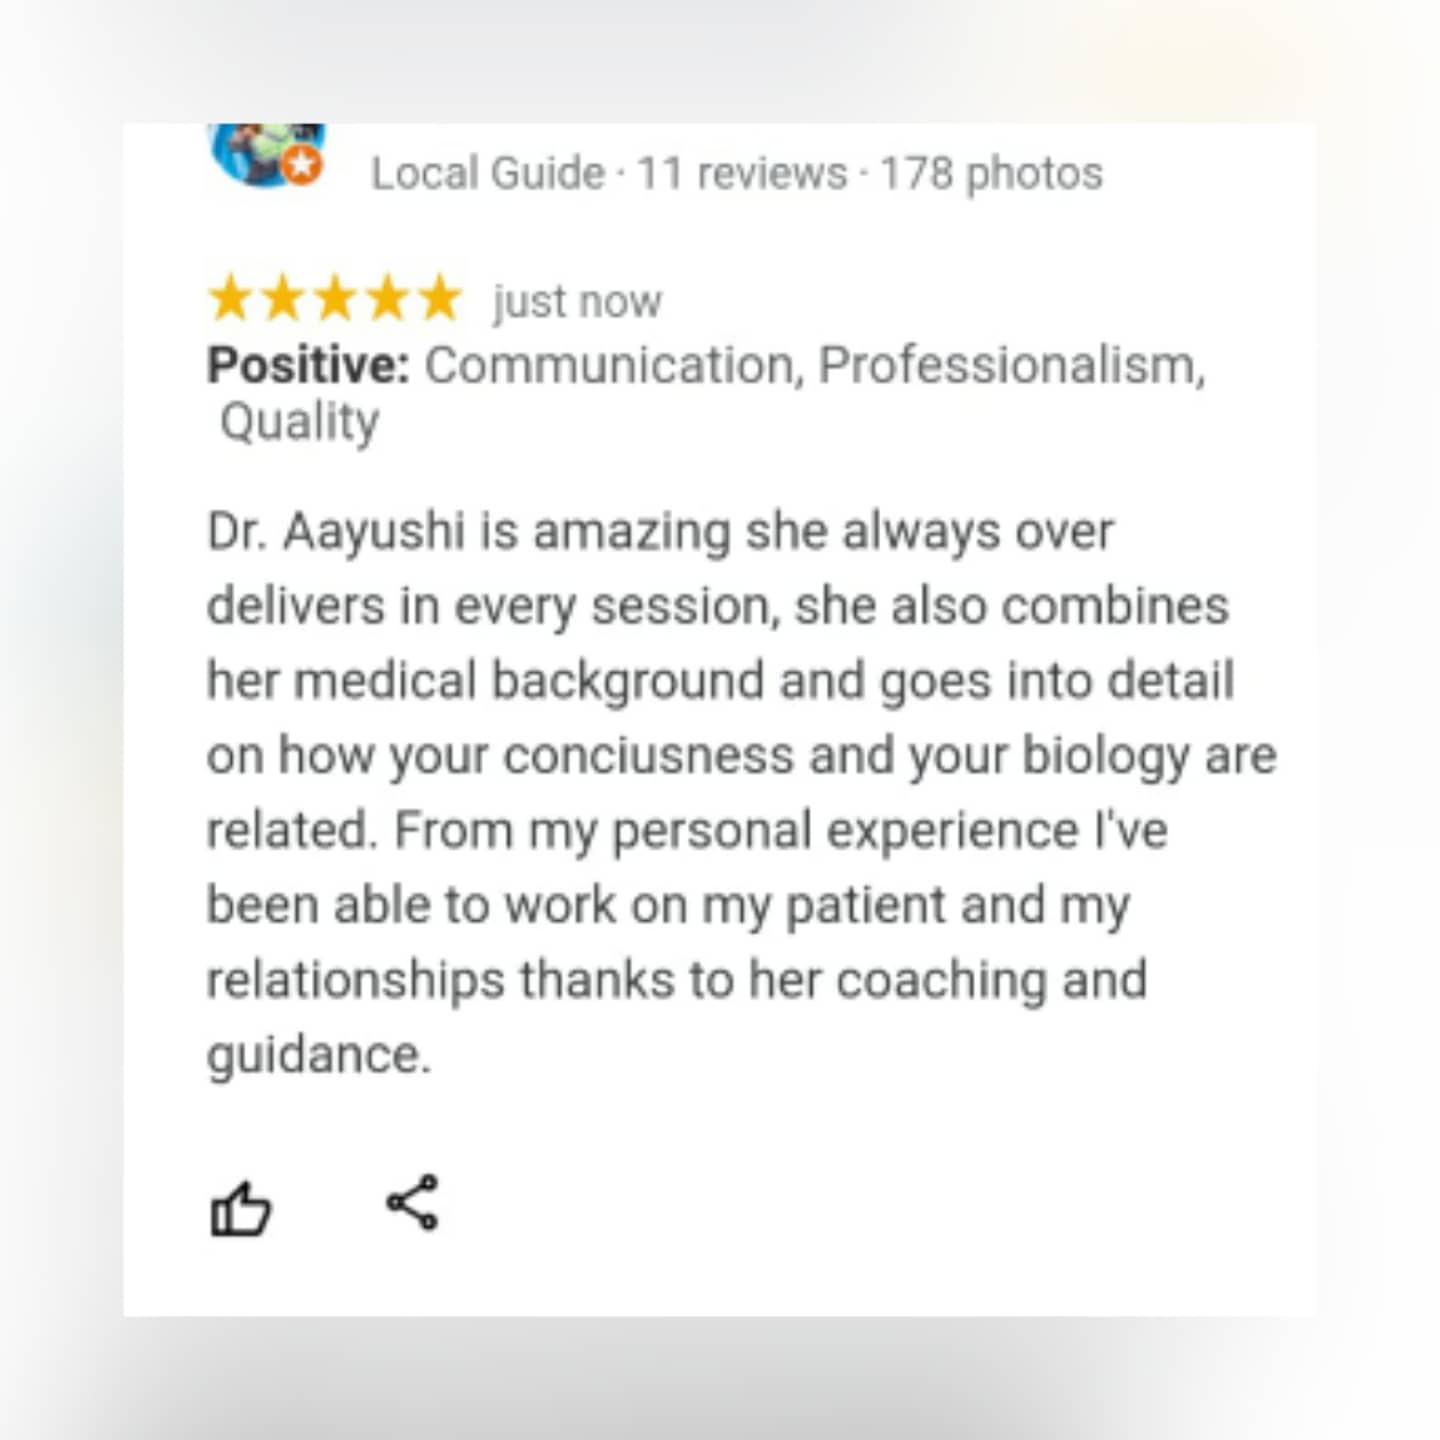 Local Guide · 11 reviews · 178 photos
just now
Positive: Communication, Professionalism,
Quality
Dr. Aayushi is amazing she always over
delivers in every session, she also combines
her medical background and goes into detail
on how your conciusness and your biology are
related. From my personal experience I've
been able to work on my patient and my
relationships thanks to her coaching and
guidance.